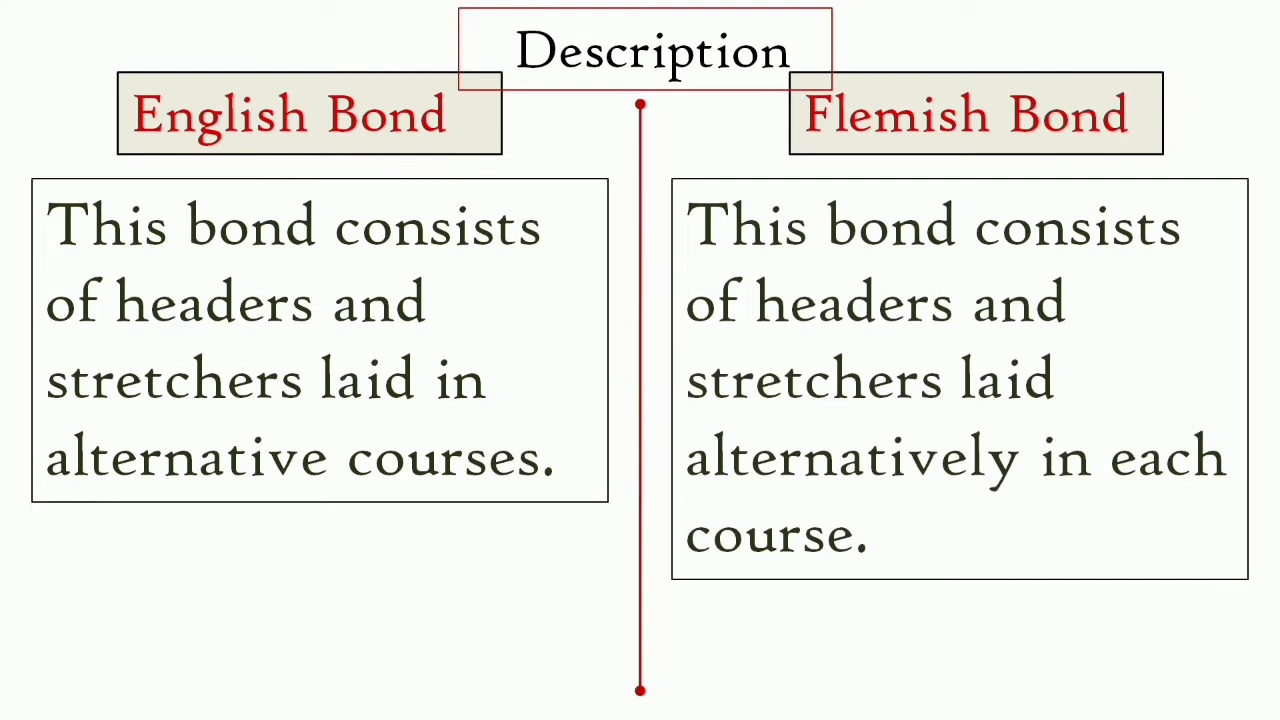 Description
English Bond
This bond consists
of headers and
stretchers laid in
alternative courses.
Flemish Bond
This bond consists
of headers and
stretchers laid
alternatively in each
course.